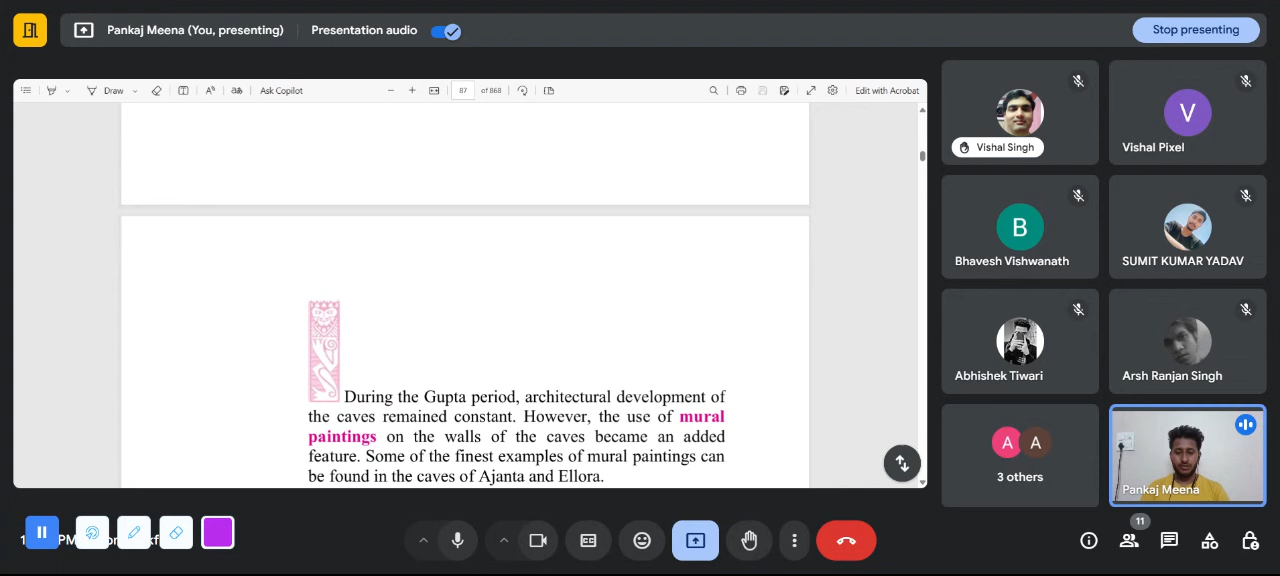 Pankaj Meena (You, presenting)
Presentation audio
Stop presenting
Draw
Ask Copilot
87
of 868
Edit with Acrobat
During the Gupta period, architectural development of
the caves remained constant. However, the use of mural
paintings on the walls of the caves became an added
feature. Some of the finest examples of mural paintings can
be found in the caves of Ajanta and Ellora.
Vishal Singh
V
Vishal Pixel
B
Bhavesh Vishwanath
SUMIT KUMAR YADAV
Abhishek Tiwari
Arsh Ranjan Singh
A A
3 others
Pankaj Meena
11